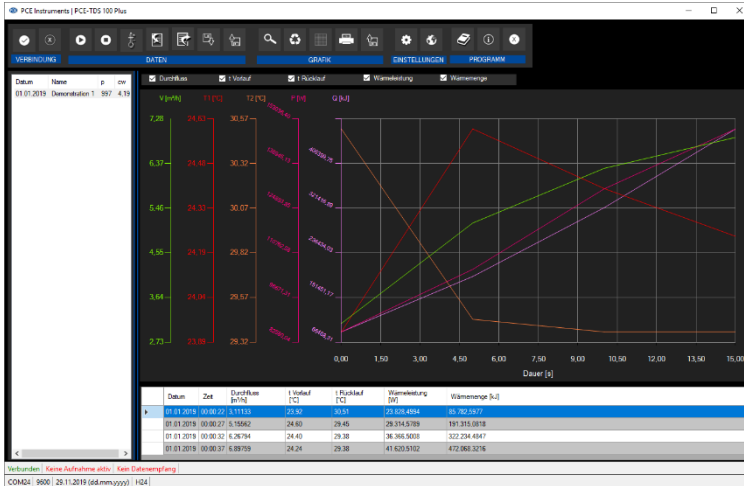 PCE Instruments | PCE-TDS 100 Plus
VERBINDUNG DATEN GRAFIK EINSTELLUNGEN PROGRAMM
Datum Name p cw
01.01.2019 Demonstration 1 997 4.19
Durchfluss t Vorlauf t Rücklauf Wärmeleistung Wärmemenge
V [m³/h] T1 [°C] T2 [°C] P [W] Q [kJ]
7,28 24,63 30,57
6,37 24,48 30,32
5,46 24,33 30,07
4,55 24,19 29,82
3,64 24,04 29,57
2,73 29,32
0,00 1,50 3,00 4,50 6,00 7,50 9,00 10,50 12,00 13,50 15,00
Dauer [s]
Datum Zeit Durchfluss [m³/h] t Vorlauf [°C] t Rücklauf [°C] Wärmeleistung [W] Wärmemenge [kJ]
01.01.2019 00:00:22 3,11133 23.92 30.51 23.828,4994 85.782,5977
01.01.2019 00:00:27 5,15562 24.60 29.45 29.314,5789 191.315,0818
01.01.2019 00:00:32 6,26794 24.40 29.38 36.366,5008 322.234,4847
01.01.2019 00:00:37 6,89759 24.24 29.38 41.620,5102 472.068,3216
Verbunden Keine Aufnahme aktiv Kein Datenempfang
COM24 9600 29.11.2019 (dd.mm.yyyy) H24